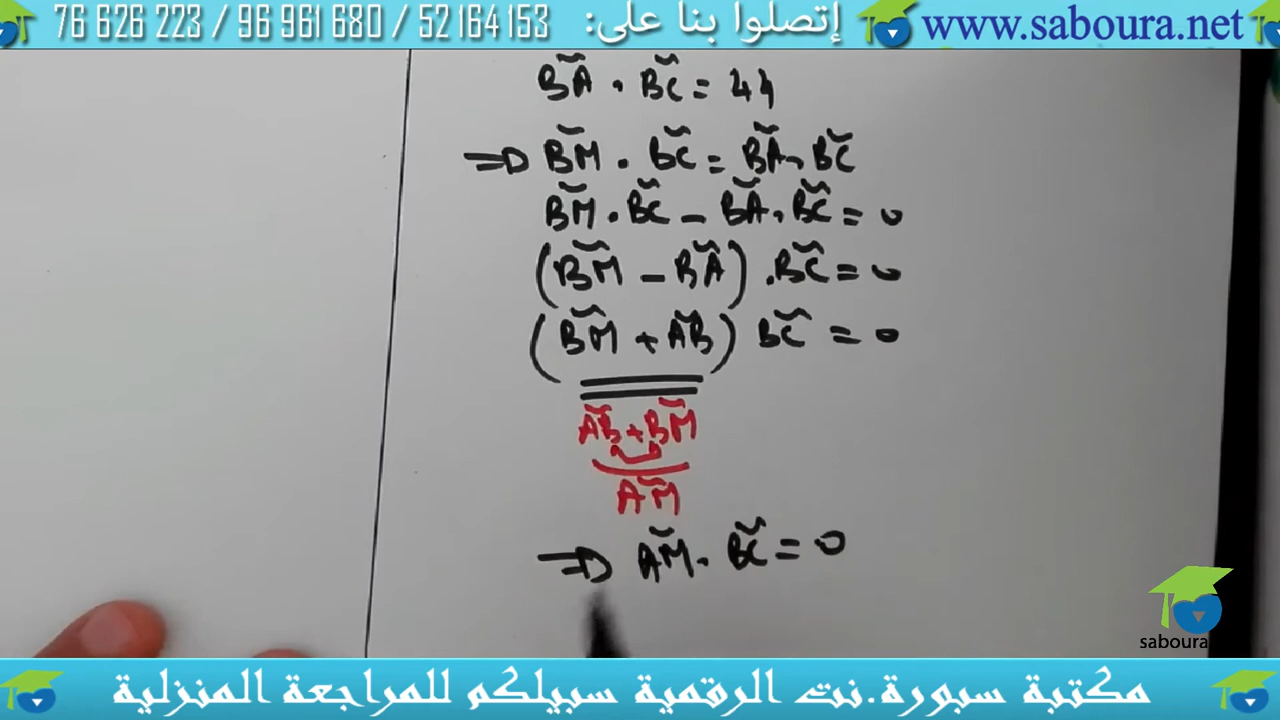 76 626 223 / 96 961 680 / 52 164 153 إتصلوا بنا على: www.saboura.net
BA . BC = 44
=> BM . BC = BA . BC
BM . BC - BA . BC = 0
(BM - BA) . BC = 0
(BM + AB) BC = 0
AB + BM
AM
=> AM . BC = 0
saboura
مكتبة سبورة.نت الرقمية سبيلكم للمراجعة المنزلية